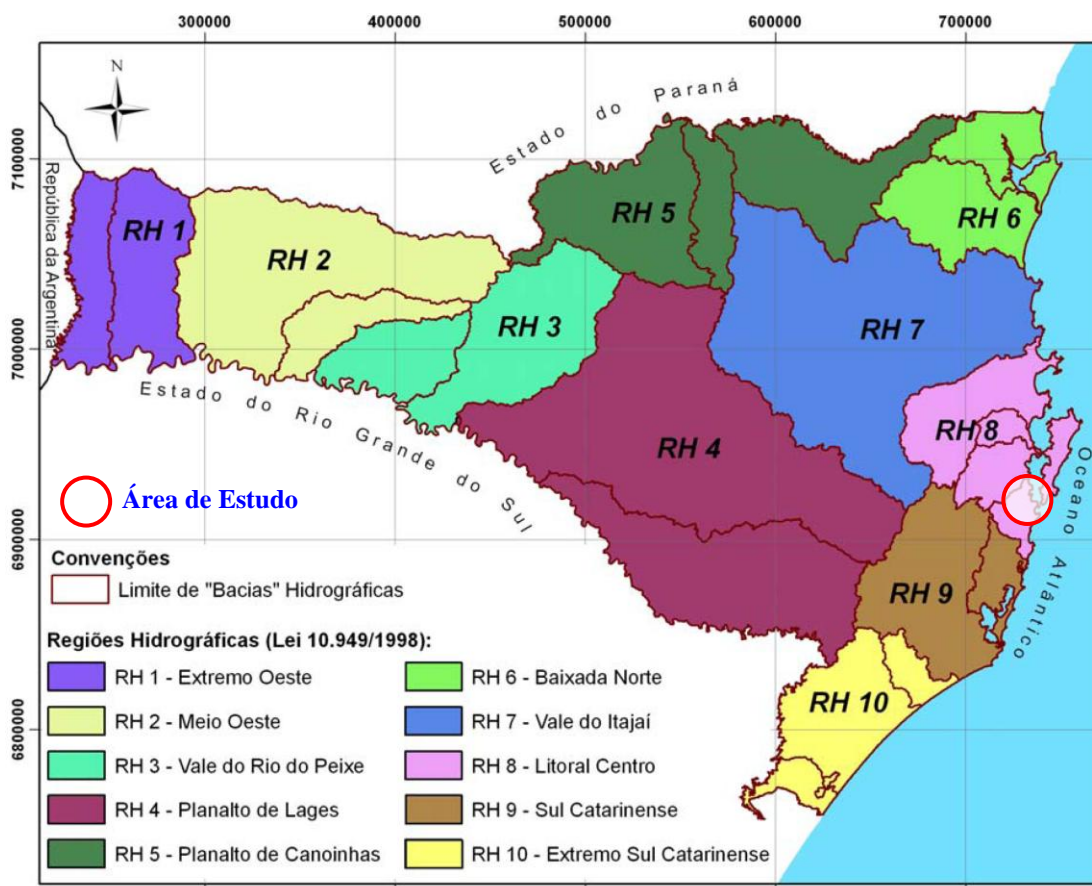 300000 400000 500000 600000 700000
N
Estado do Paraná
7100000
República da Argentina
RH 1
RH 2
RH 5
RH 6
RH 3
RH 7
7000000
Estado do Rio Grande do Sul
RH 4
RH 8
Oceano Atlântico
Área de Estudo
6900000
Convenções
Limite de "Bacias" Hidrográficas
RH 9
Regiões Hidrográficas (Lei 10.949/1998):
RH 1 - Extremo Oeste
RH 2 - Meio Oeste
RH 3 - Vale do Rio do Peixe
RH 4 - Planalto de Lages
RH 5 - Planalto de Canoinhas
RH 6 - Baixada Norte
RH 7 - Vale do Itajaí
RH 8 - Litoral Centro
RH 9 - Sul Catarinense
RH 10 - Extremo Sul Catarinense
RH 10
6800000